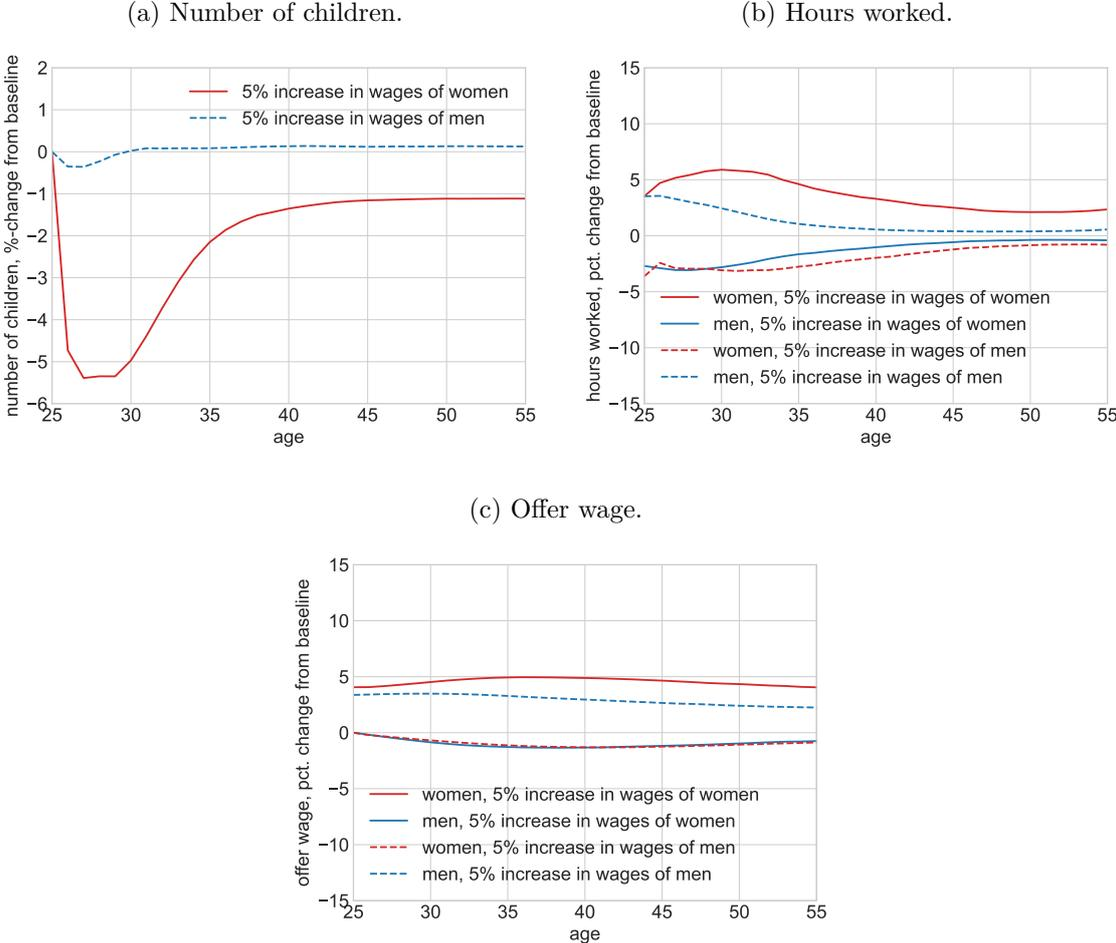 (a) Number of children.
number of children, %-change from baseline
2
1
0
−1
−2
−3
−4
−5
−6
5% increase in wages of women
5% increase in wages of men
25 30 35 40 45 50 55
age
(b) Hours worked.
hours worked, pct. change from baseline
15
10
5
0
−5
−10
−15
women, 5% increase in wages of women
men, 5% increase in wages of women
women, 5% increase in wages of men
men, 5% increase in wages of men
25 30 35 40 45 50 55
age
(c) Offer wage.
offer wage, pct. change from baseline
15
10
5
0
−5
−10
−15
women, 5% increase in wages of women
men, 5% increase in wages of women
women, 5% increase in wages of men
men, 5% increase in wages of men
25 30 35 40 45 50 55
age